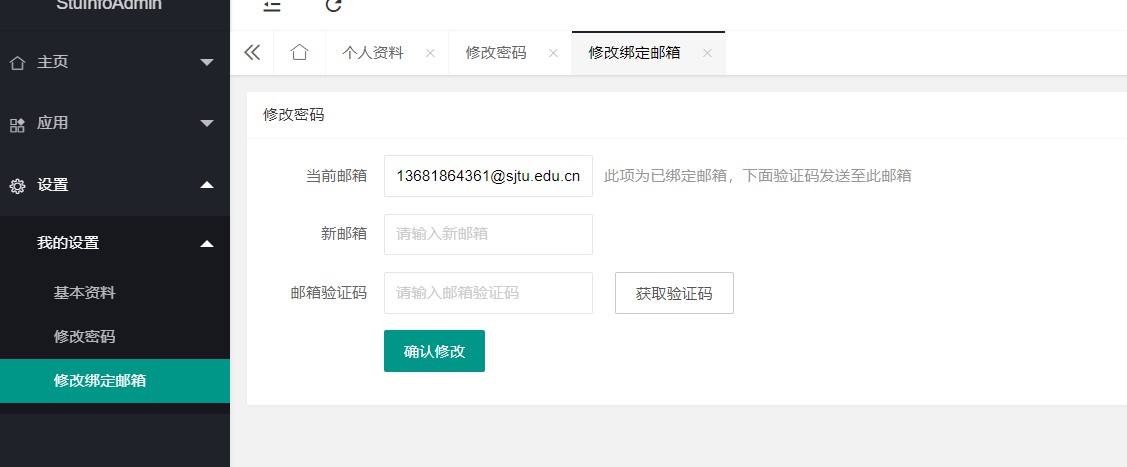 StuInfoAdmin
主页
应用
设置
我的设置
基本资料
修改密码
修改绑定邮箱
个人资料
修改密码
修改绑定邮箱
修改密码
当前邮箱 13681864361@sjtu.edu.cn 此项为已绑定邮箱，下面验证码发送至此邮箱
新邮箱 请输入新邮箱
邮箱验证码 请输入邮箱验证码 获取验证码
确认修改